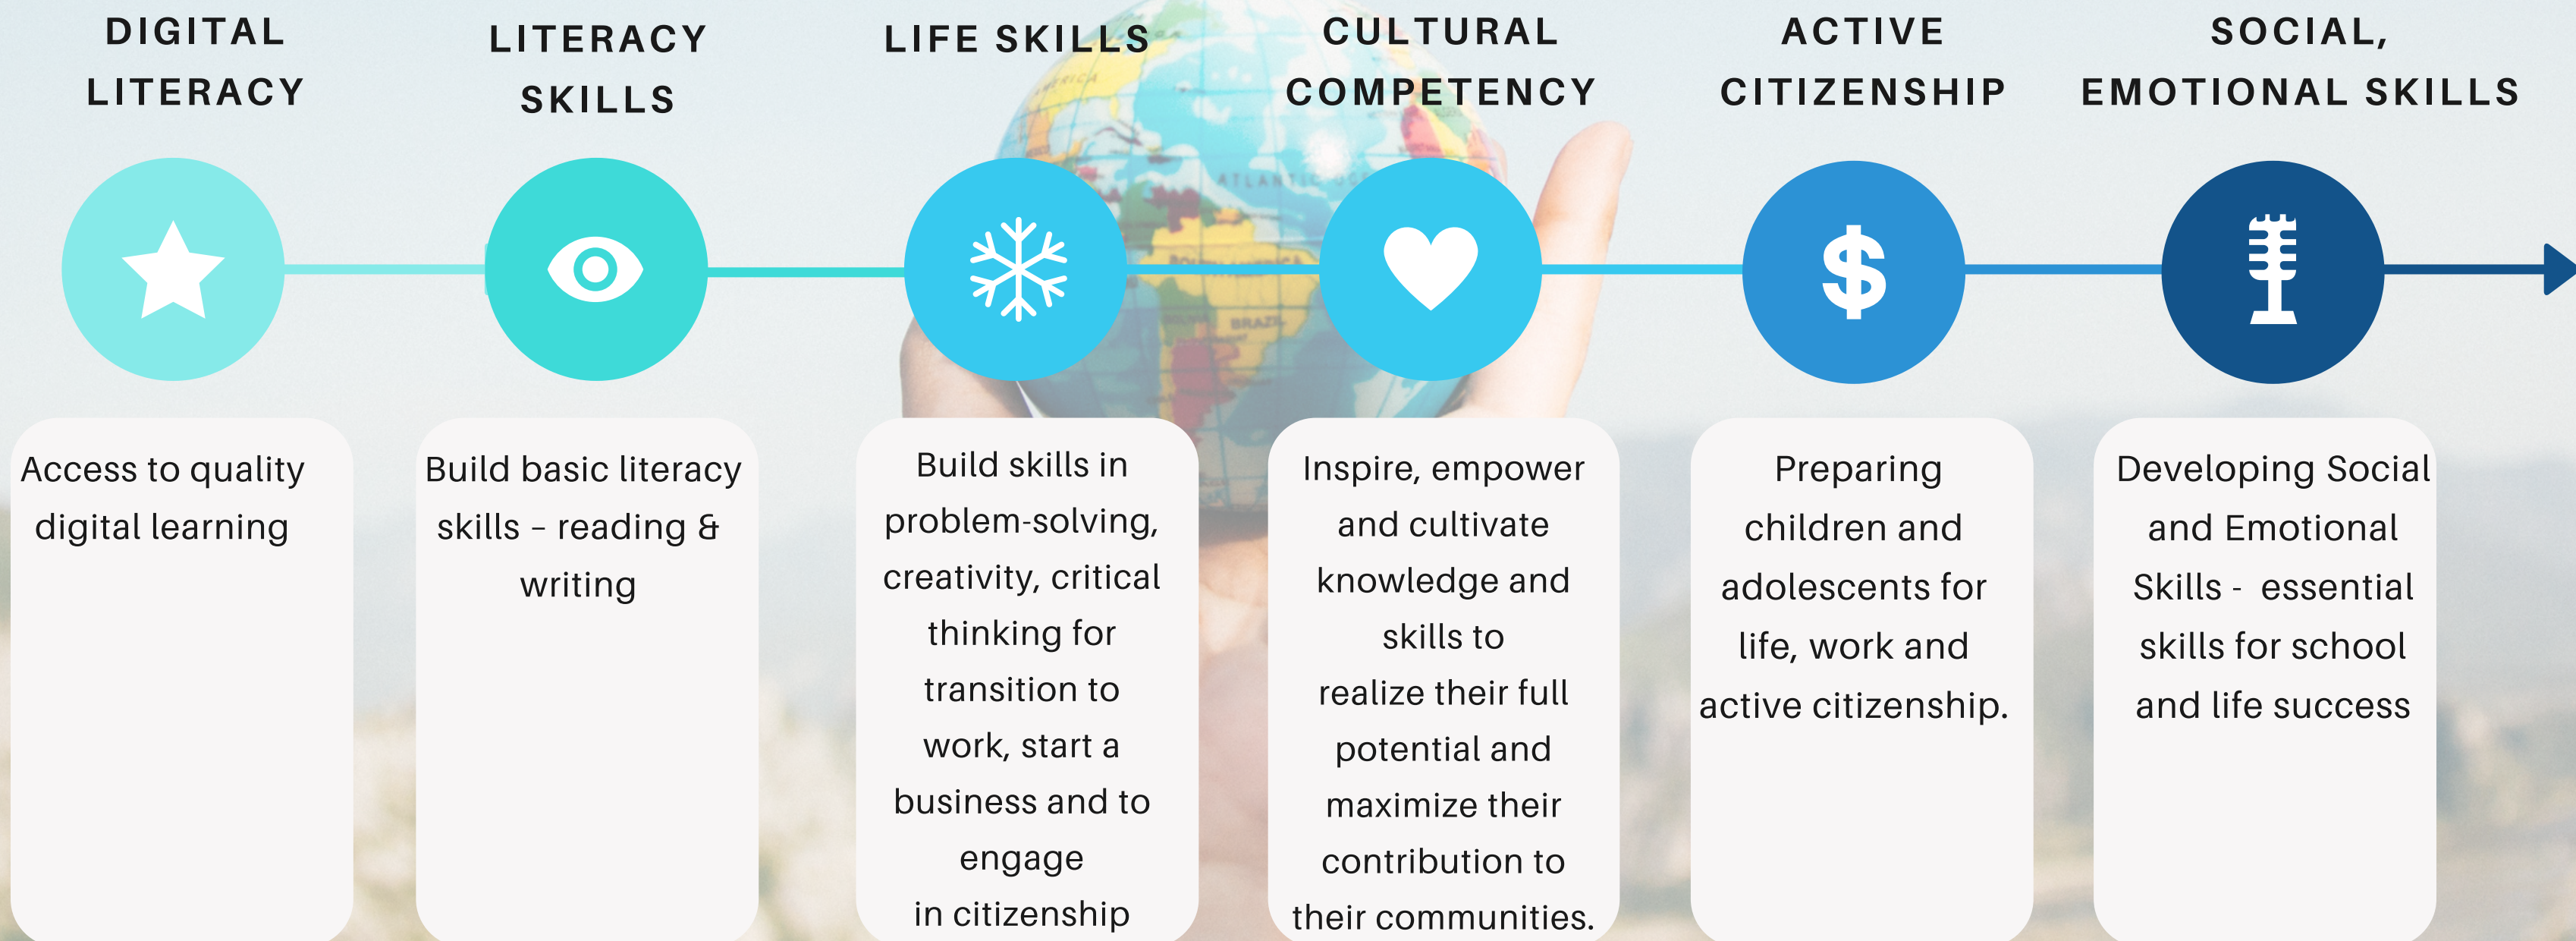 DIGITAL
LITERACY
LITERACY
SKILLS
LIFE SKILLS
CULTURAL
COMPETENCY
ACTIVE
CITIZENSHIP
SOCIAL,
EMOTIONAL SKILLS
ATLANTIC
SOUTH AMERICA
BRAZIL
$
Access to quality
digital learning
Build basic literacy
skills – reading &
writing
Build skills in
problem-solving,
creativity, critical
thinking for
transition to
work, start a
business and to
engage
in citizenship
Inspire, empower
and cultivate
knowledge and
skills to
realize their full
potential and
maximize their
contribution to
their communities.
Preparing
children and
adolescents for
life, work and
active citizenship.
Developing Social
and Emotional
Skills -  essential
skills for school
and life success